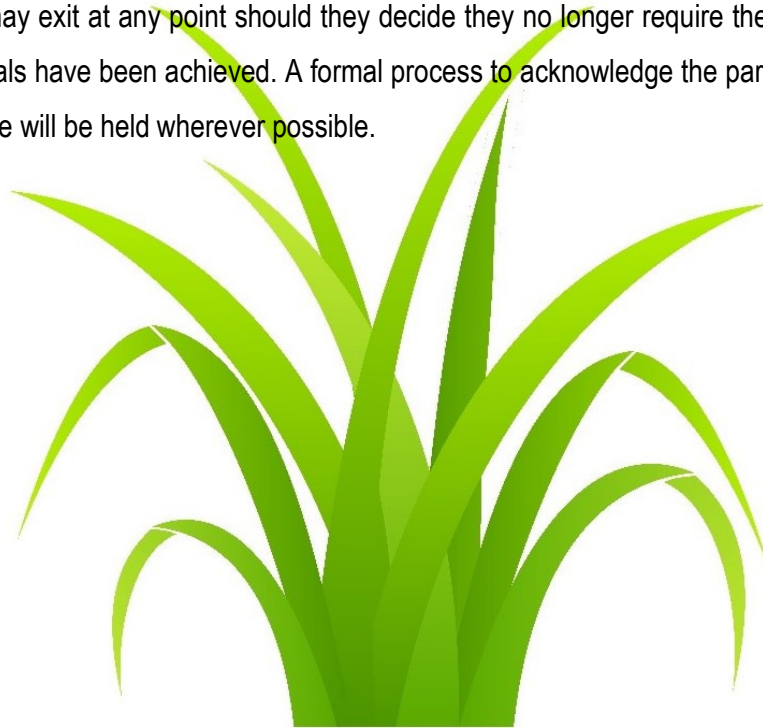 may exit at any point should they decide they no longer require the
als have been achieved. A formal process to acknowledge the par
e will be held wherever possible.